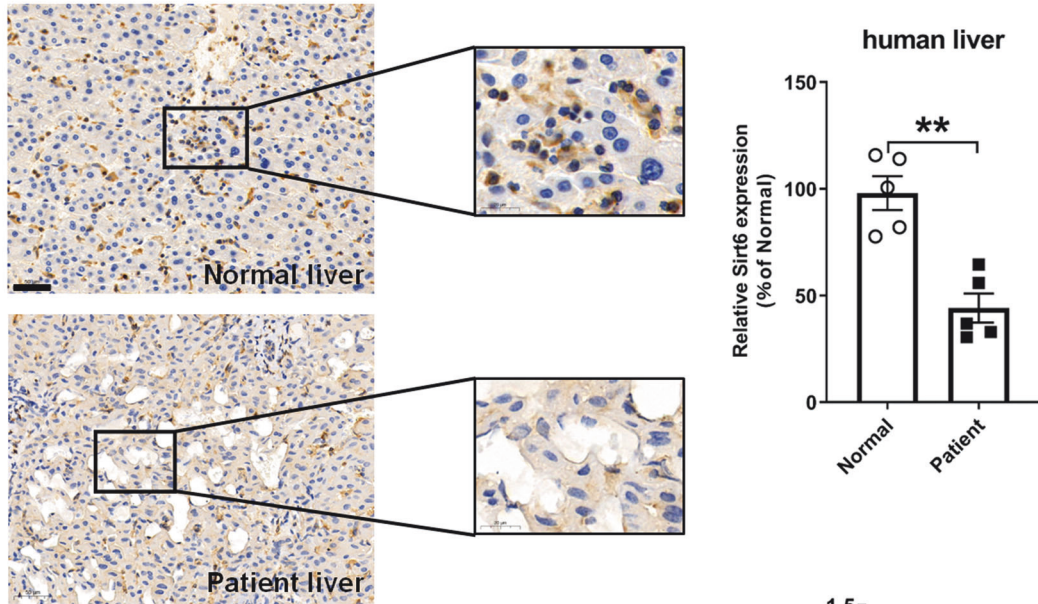 Normal liver
Patient liver
human liver
Relative Sirt6 expression
(% of Normal)
150
100
50
0
**
Normal
Patient
1.5